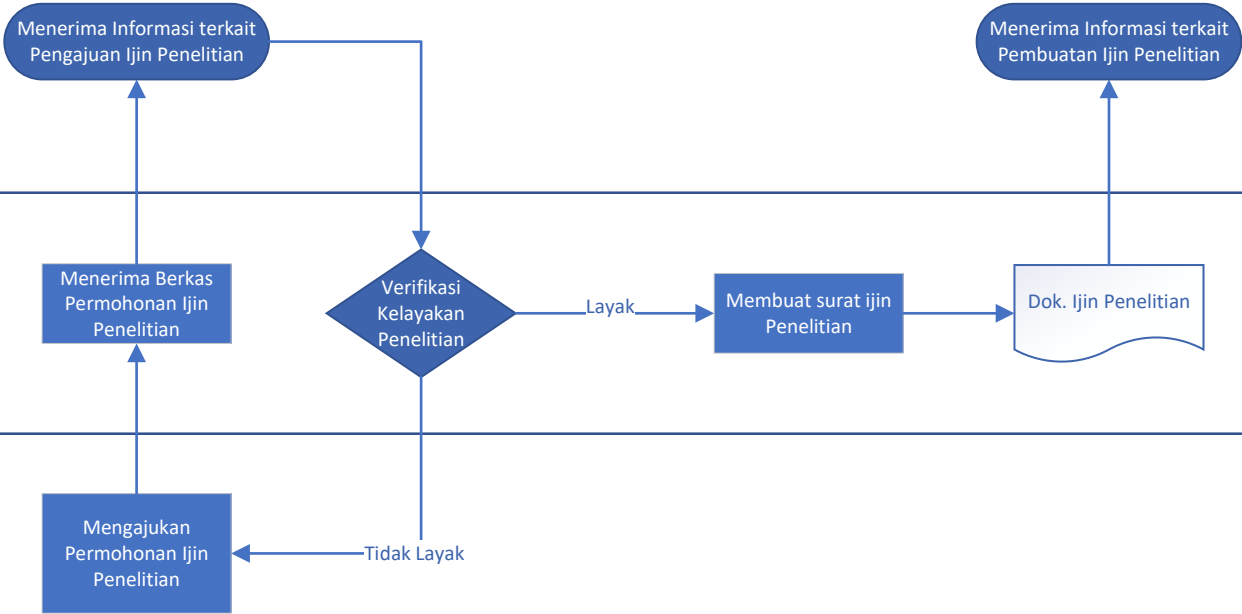 Menerima Informasi terkait
Pengajuan Ijin Penelitian
Menerima Informasi terkait
Pembuatan Ijin Penelitian
Menerima Berkas
Permohonan Ijin
Penelitian
Verifikasi
Kelayakan
Penelitian
Layak
Membuat surat ijin
Penelitian
Dok. Ijin Penelitian
Mengajukan
Permohonan Ijin
Penelitian
Tidak Layak